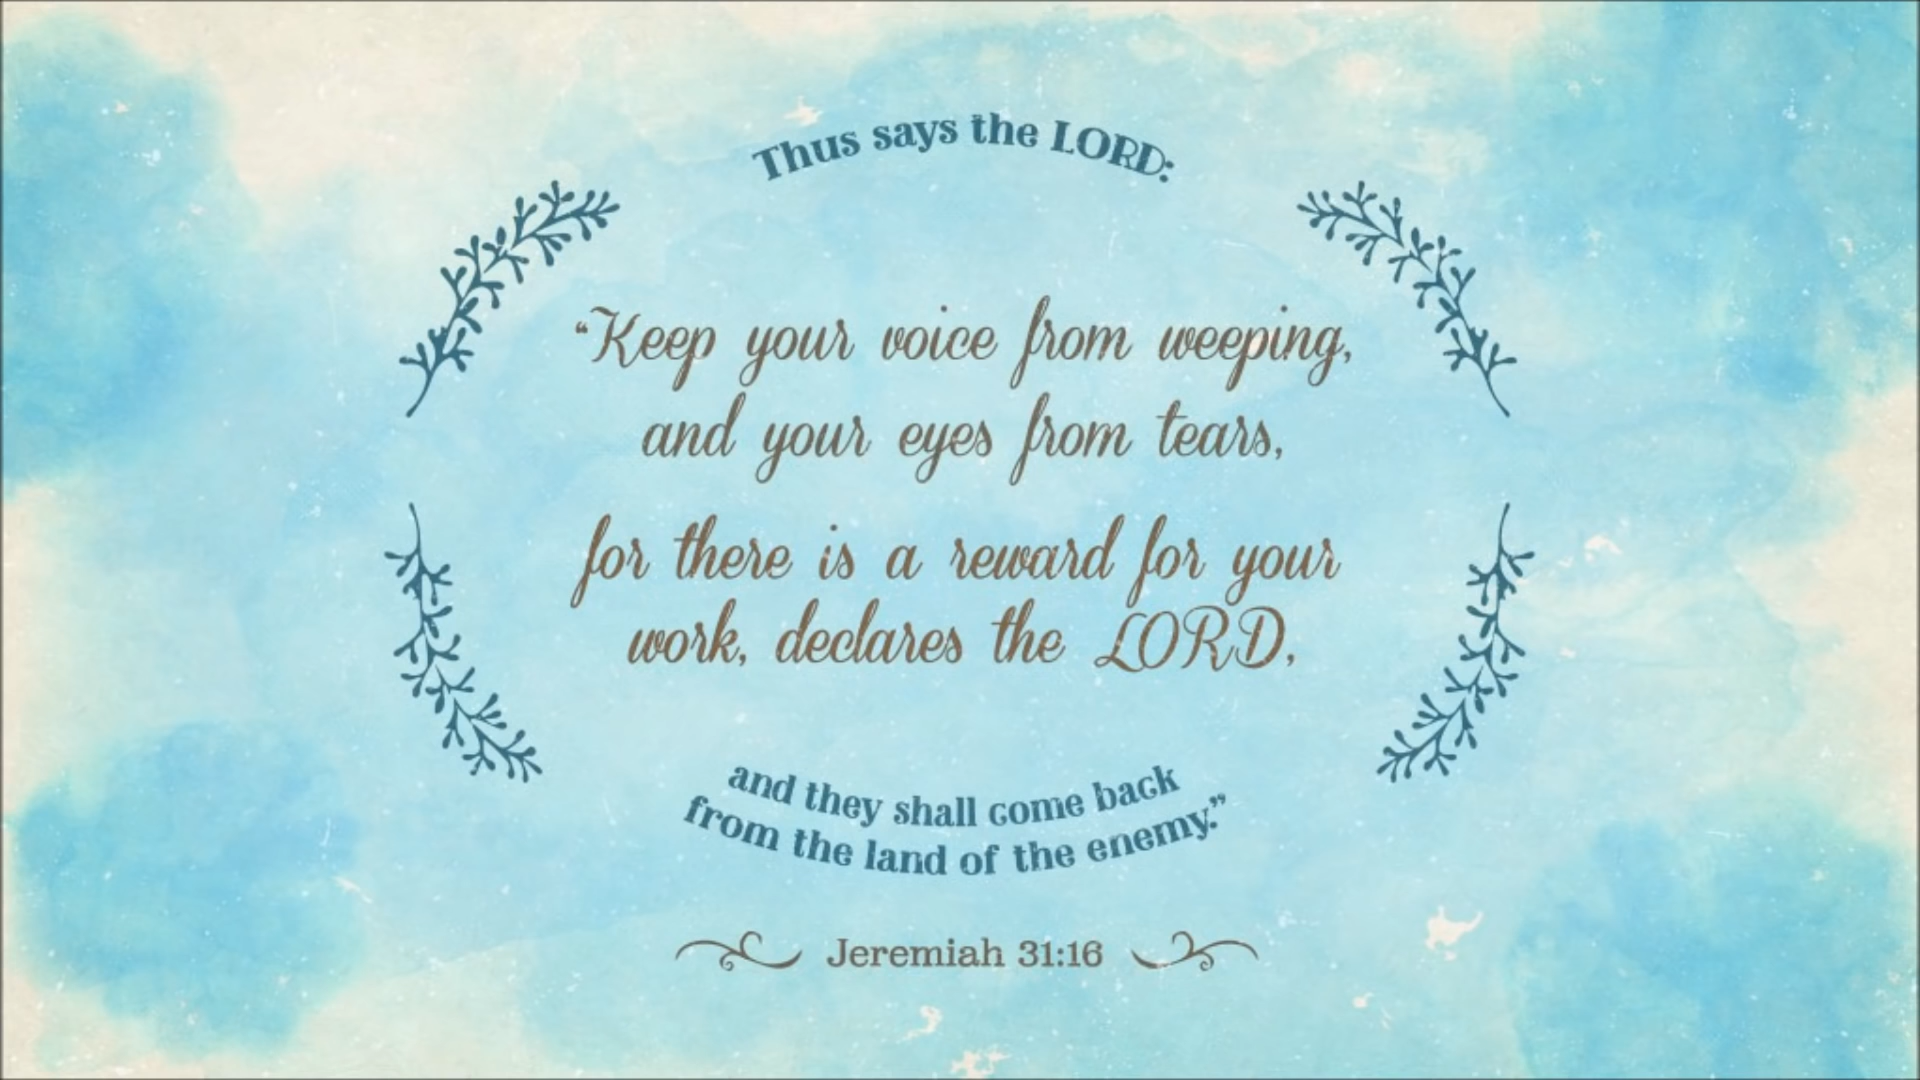 Thus says the LORD:
“Keep your voice from weeping,
and your eyes from tears,
for there is a reward for your
work, declares the LORD,
and they shall come back
from the land of the enemy.”
Jeremiah 31:16